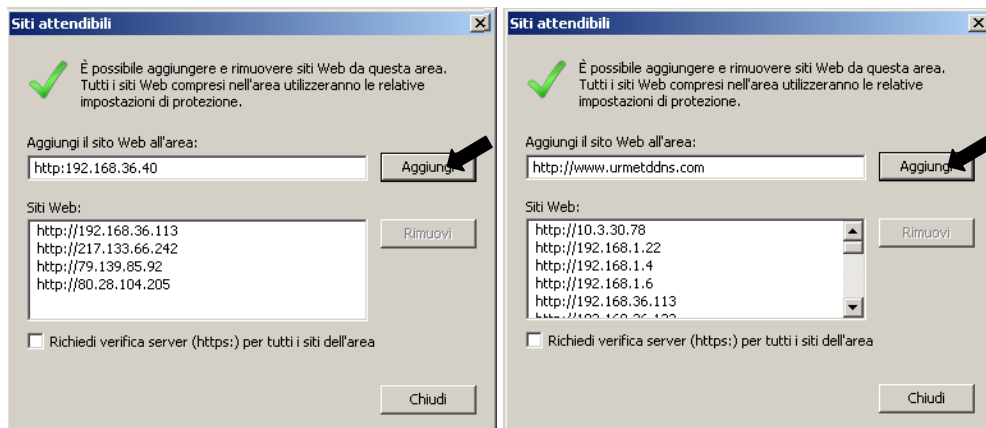 Siti attendibili
È possibile aggiungere e rimuovere siti Web da questa area.
Tutti i siti Web compresi nell'area utilizzeranno le relative
impostazioni di protezione.
Aggiungi il sito Web all'area:
http:192.168.36.40
Aggiungi
Siti Web:
http://192.168.36.113
http://217.133.66.242
http://79.139.85.92
http://80.28.104.205
Rimuovi
Richiedi verifica server (https:) per tutti i siti dell'area
Chiudi
Siti attendibili
È possibile aggiungere e rimuovere siti Web da questa area.
Tutti i siti Web compresi nell'area utilizzeranno le relative
impostazioni di protezione.
Aggiungi il sito Web all'area:
http://www.urmetddns.com
Aggiungi
Siti Web:
http://10.3.30.78
http://192.168.1.22
http://192.168.1.4
http://192.168.1.6
http://192.168.36.113
Rimuovi
Richiedi verifica server (https:) per tutti i siti dell'area
Chiudi